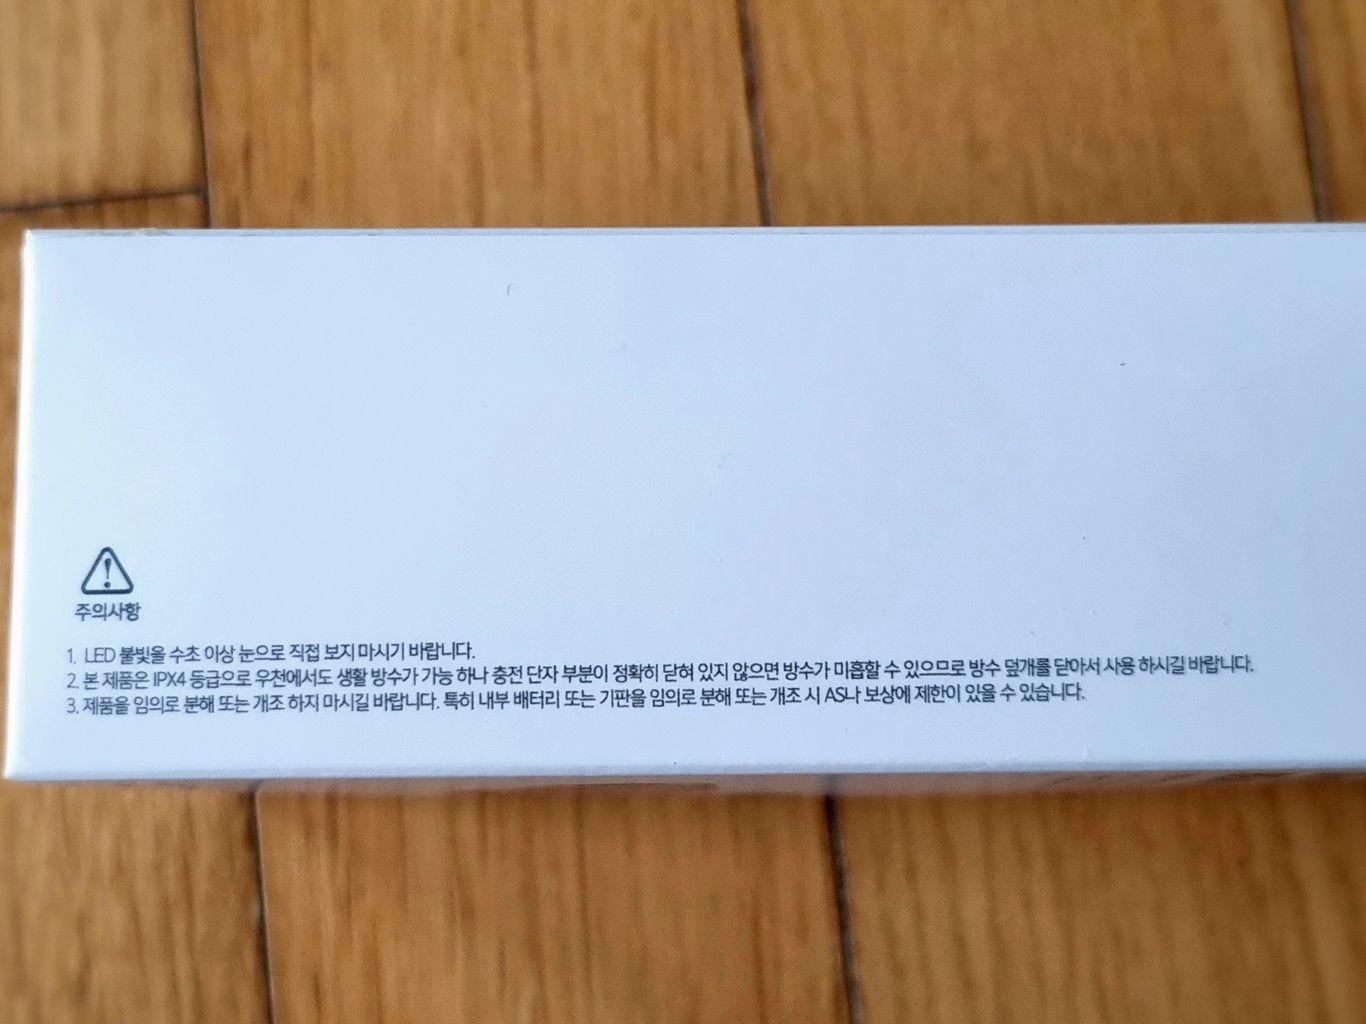 주의사항
1. LED 불빛을 수초 이상 눈으로 직접 보지 마시기 바랍니다.
2. 본 제품은 IPX4 등급으로 우천에서도 생활 방수가 가능 하나 충전 단자 부분이 정확히 닫혀 있지 않으면 방수가 미흡할 수 있으므로 방수 덮개를 닫아서 사용 하시길 바랍니다.
3. 제품을 임의로 분해 또는 개조 하지 마시길 바랍니다. 특히 내부 배터리 또는 기판을 임의로 분해 또는 개조 시 AS나 보상에 제한이 있을 수 있습니다.